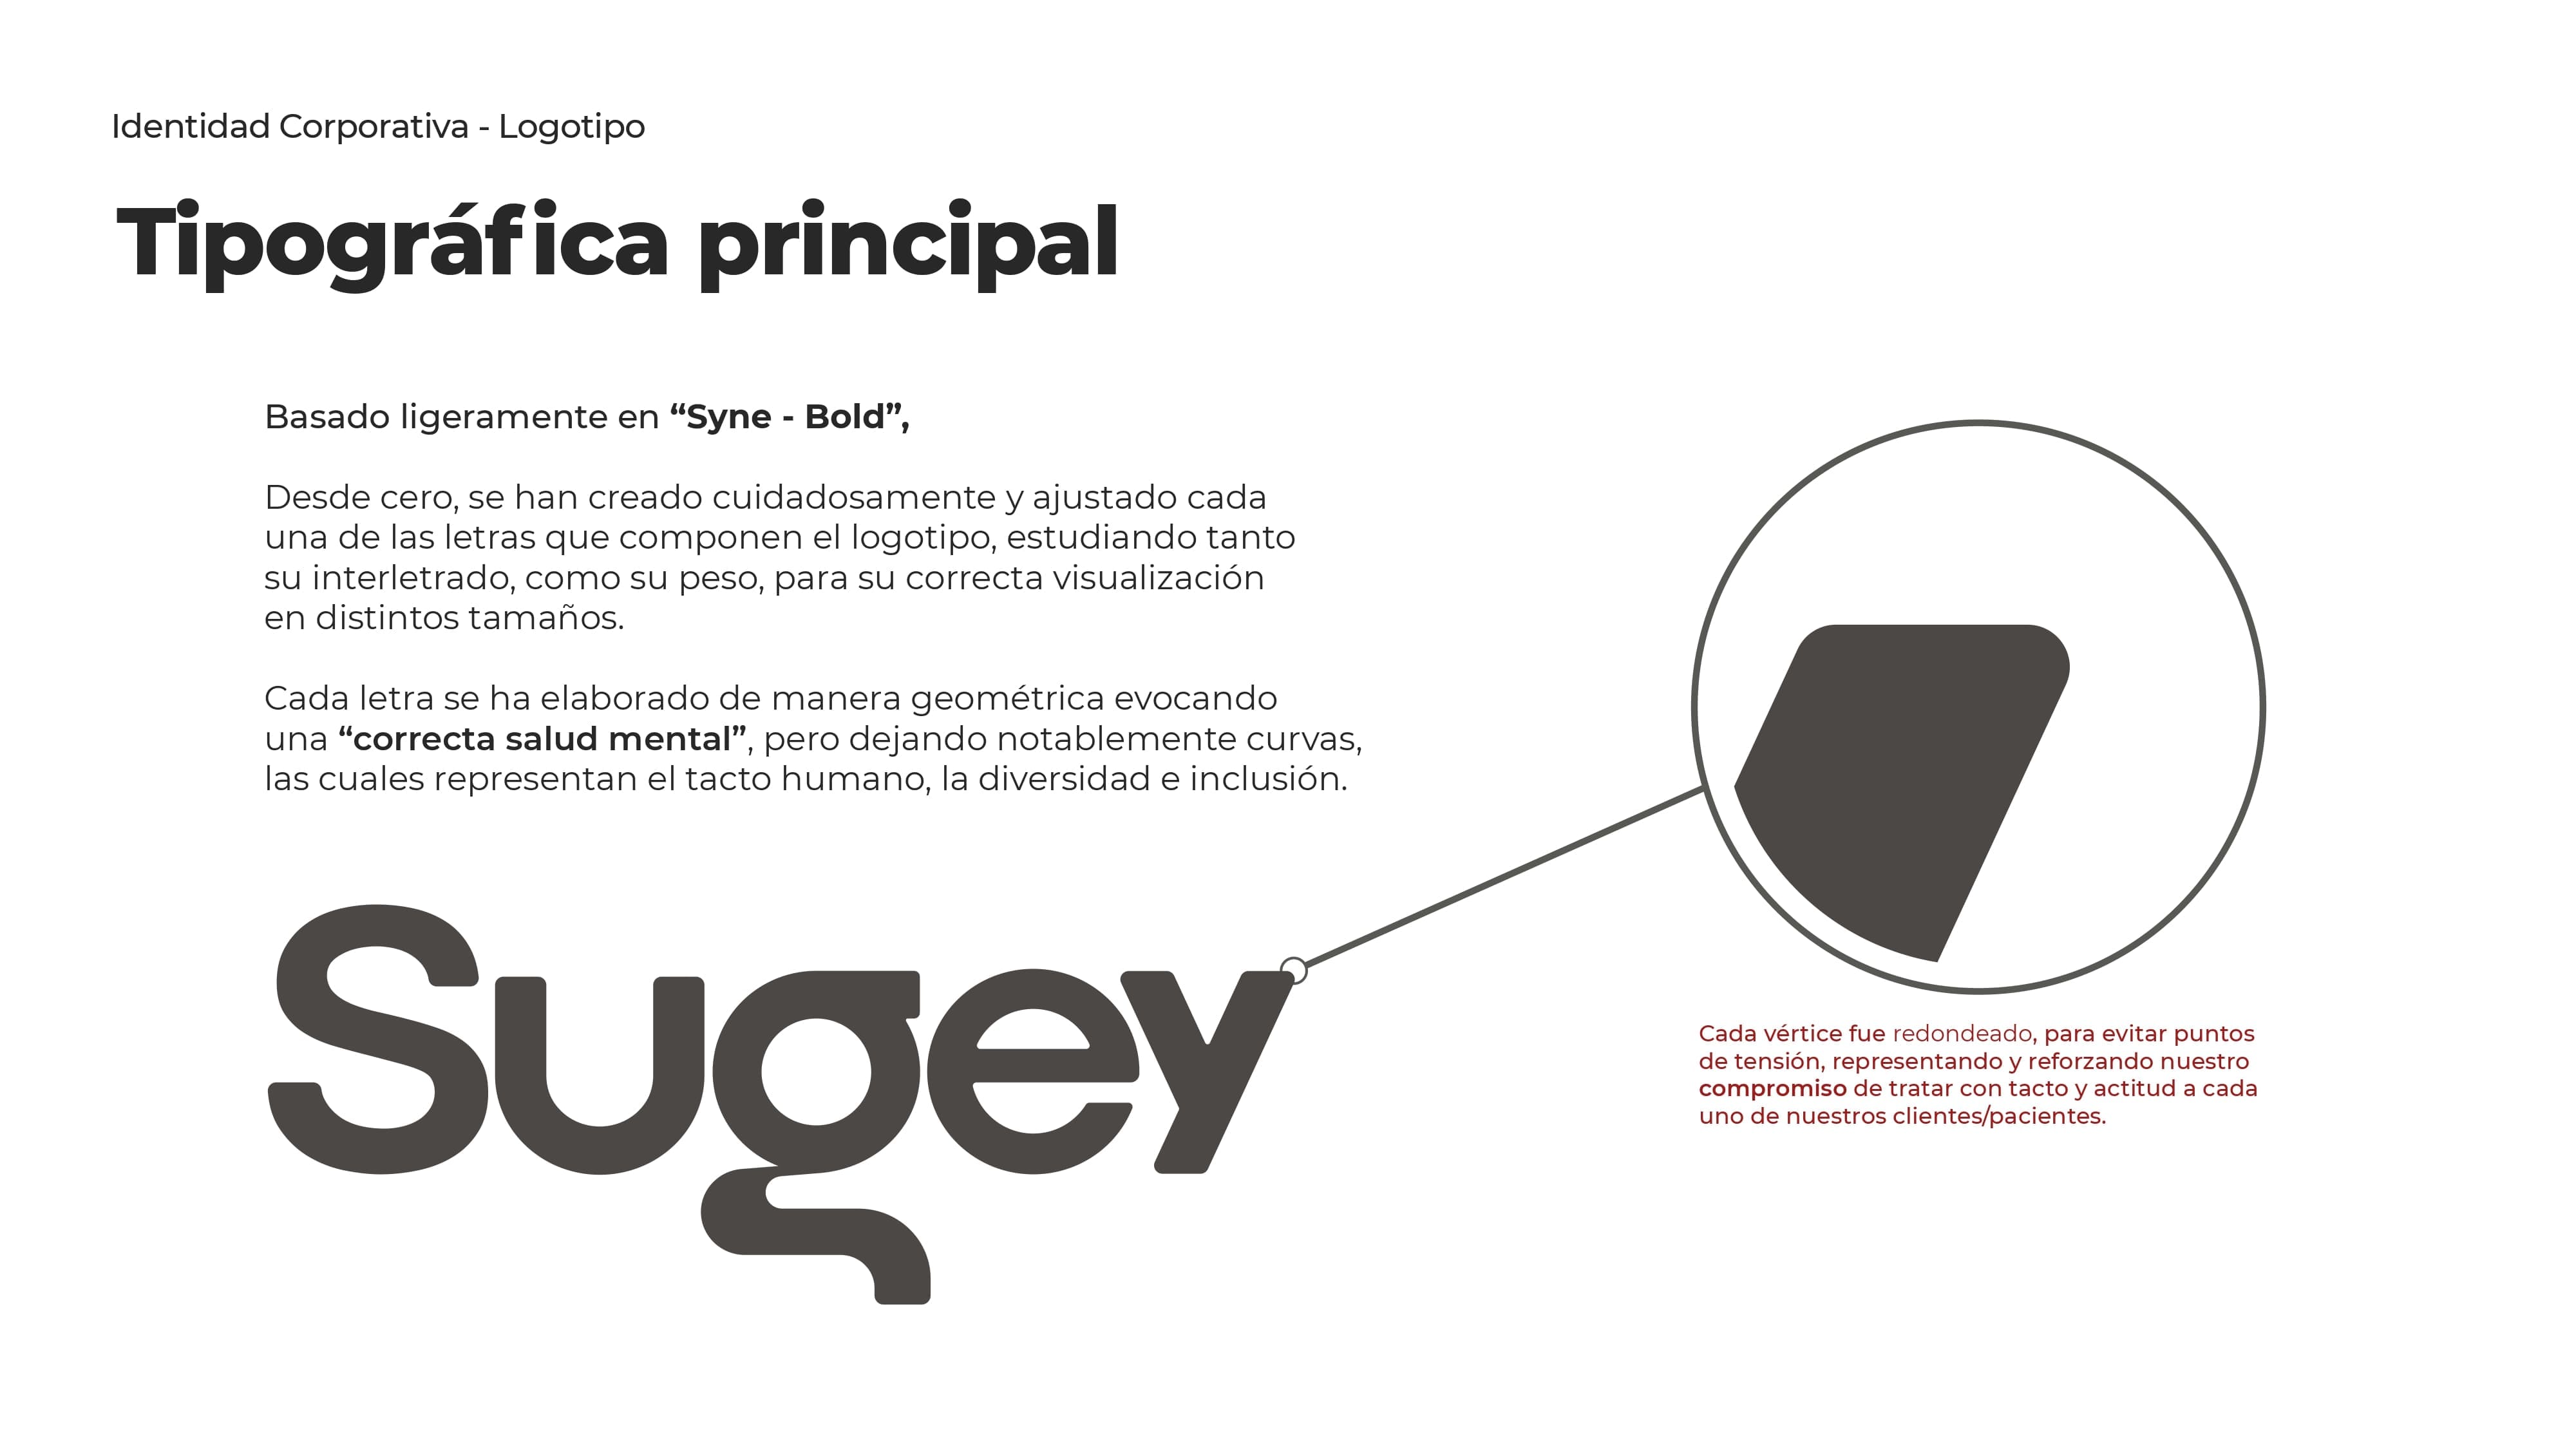 Identidad Corporativa - Logotipo
Tipográfica principal
Basado ligeramente en “Syne - Bold”,
Desde cero, se han creado cuidadosamente y ajustado cada
una de las letras que componen el logotipo, estudiando tanto
su interletrado, como su peso, para su correcta visualización
en distintos tamaños.
Cada letra se ha elaborado de manera geométrica evocando
una “correcta salud mental”, pero dejando notablemente curvas,
las cuales representan el tacto humano, la diversidad e inclusión.
Sugey
Cada vértice fue redondeado, para evitar puntos
de tensión, representando y reforzando nuestro
compromiso de tratar con tacto y actitud a cada
uno de nuestros clientes/pacientes.